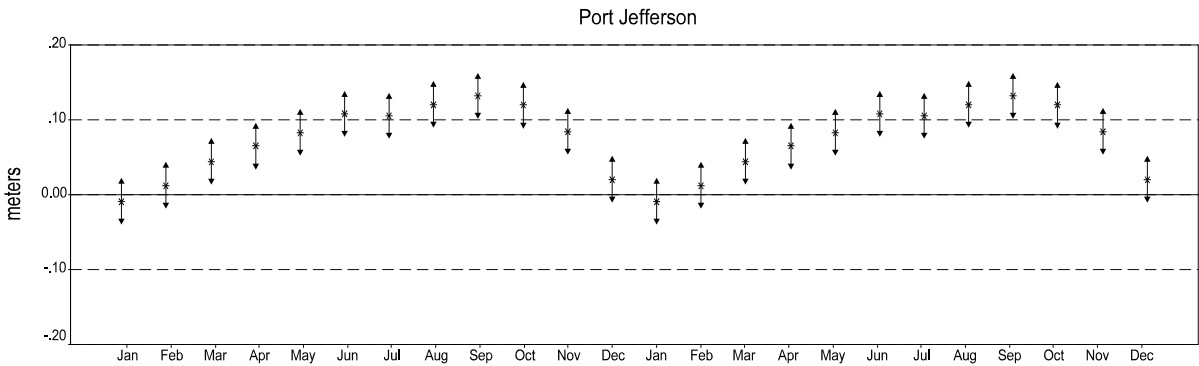 Port Jefferson
.20
.10
0.00
-.10
-.20
meters
Jan Feb Mar Apr May Jun Jul Aug Sep Oct Nov Dec Jan Feb Mar Apr May Jun Jul Aug Sep Oct Nov Dec